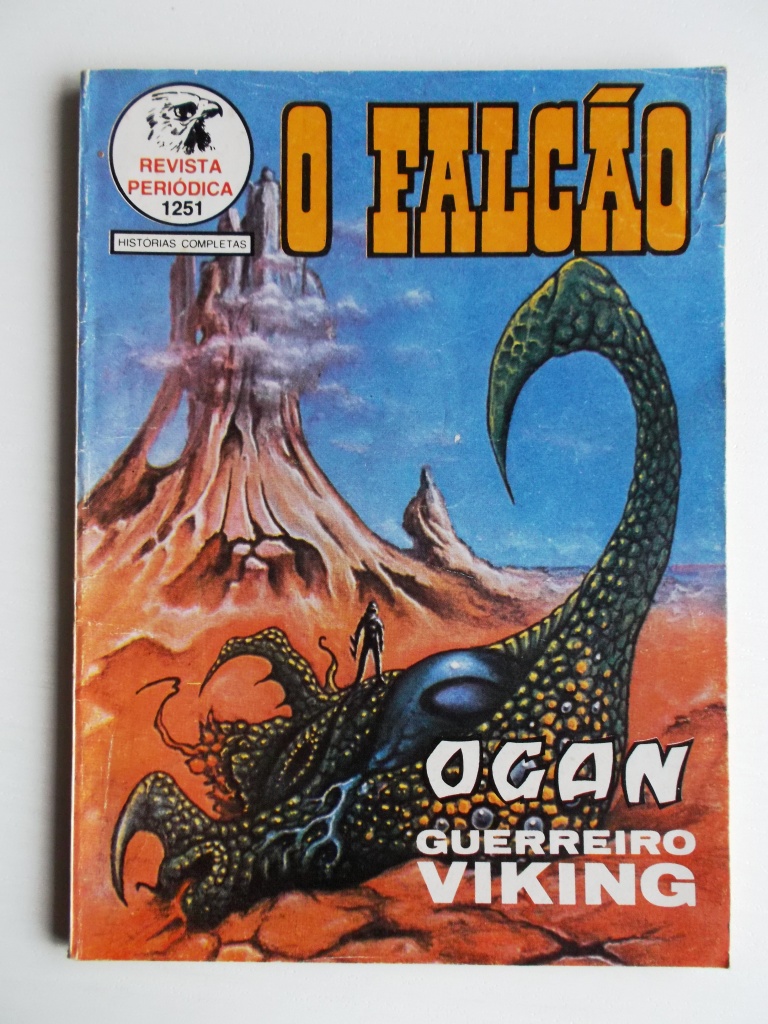 REVISTA
PERIÓDICA
1251
HISTORIAS COMPLETAS
O FALCÃO
OGAN
GUERREIRO
VIKING